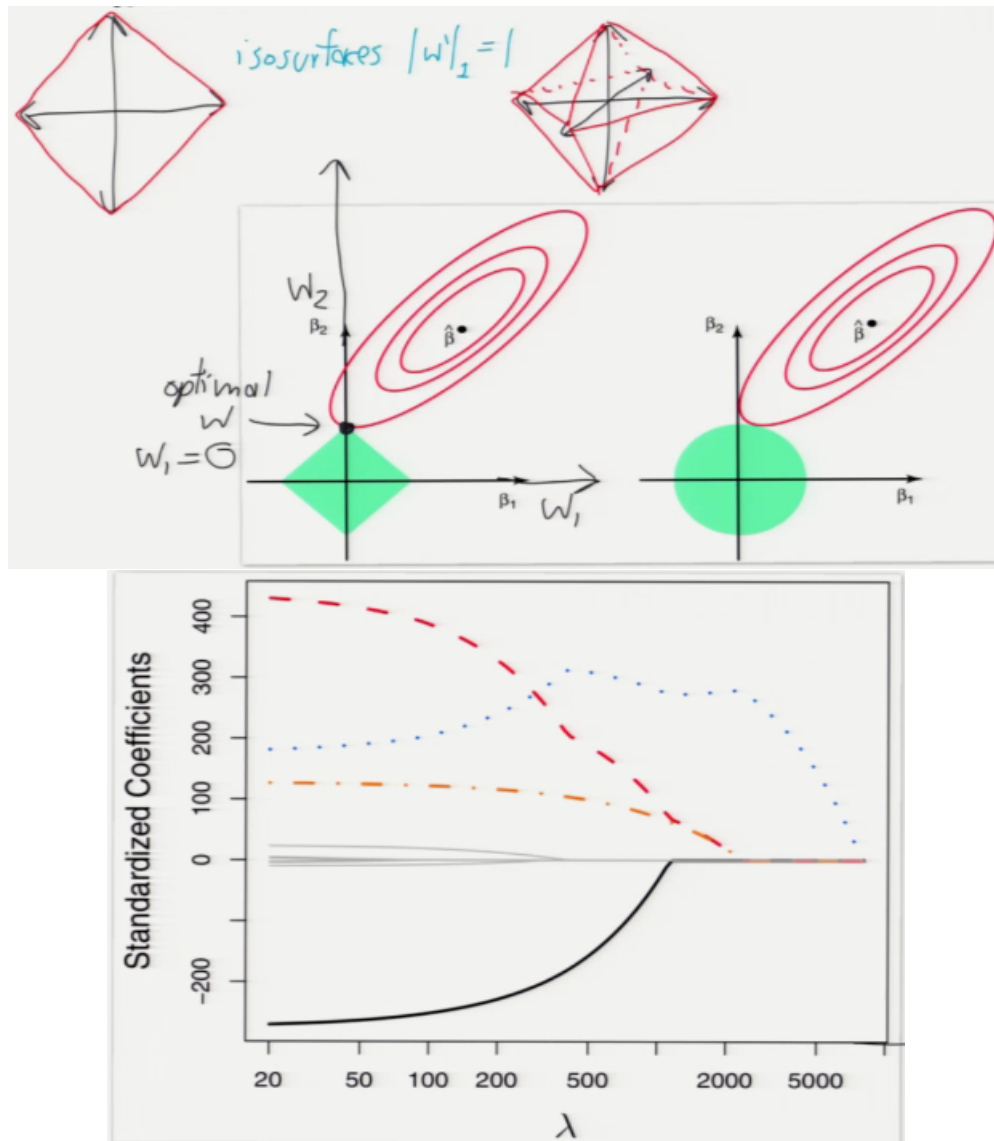 isosurfaces |w'|₁ = 1
W₂
β₂
β̂
optimal
w
W₁ = 0
β₁
W₁
β₂
β̂
β₁
Standardized Coefficients
400
300
200
100
0
-200
20 50 100 200 500 2000 5000
λ